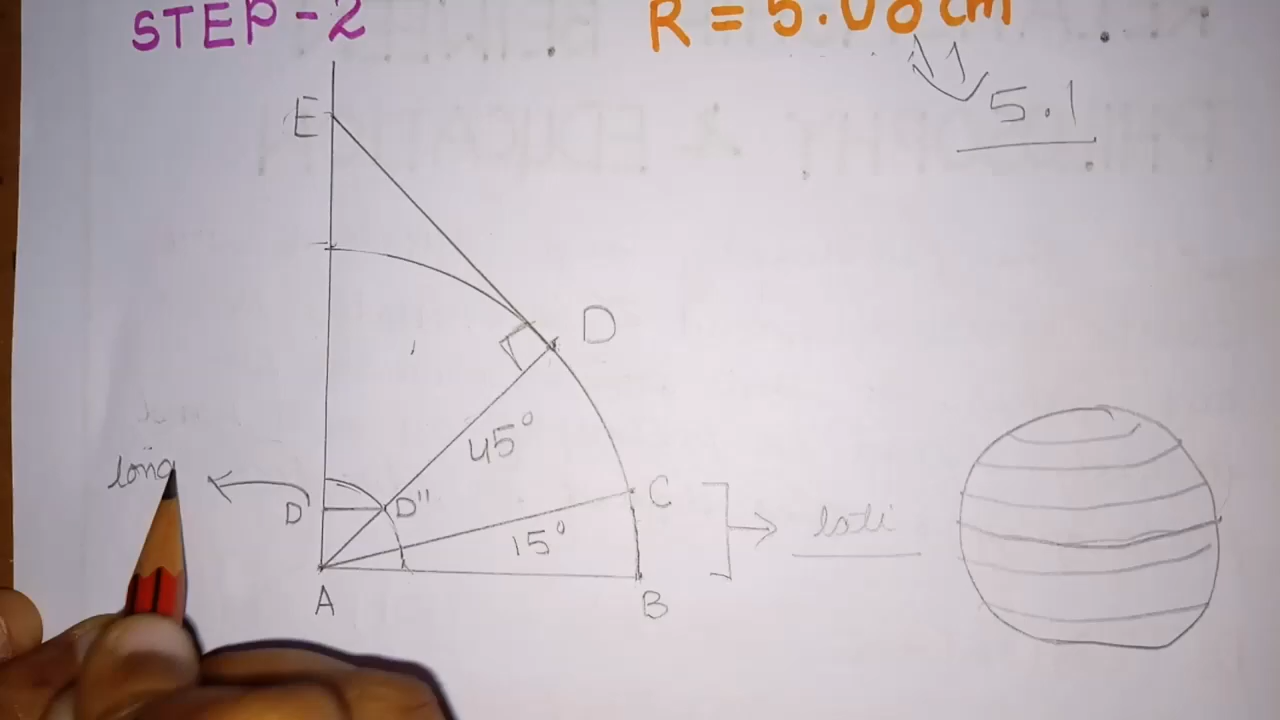 STEP-2
R = 5.08 cm
5.1
E
D
45°
long
C
D'
D"
15°
lati
A
B